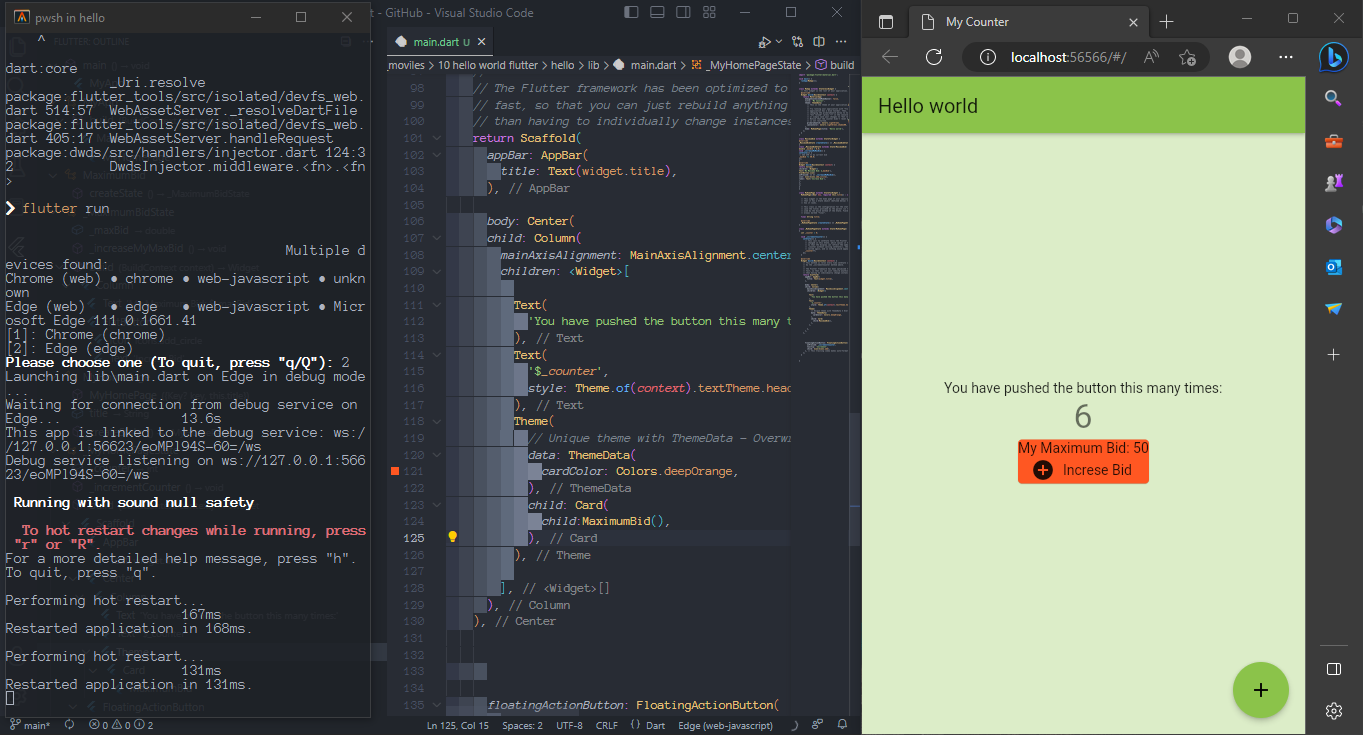 pwsh in hello
^
dart:core
_Uri.resolve
package:flutter_tools/src/isolated/devfs_web.
dart 514:57 WebAssetServer._resolveDartFile
package:flutter_tools/src/isolated/devfs_web.
dart 405:17 WebAssetServer.handleRequest
package:dwds/src/handlers/injector.dart 124:3
2 DwdsInjector.middleware.<fn>.<fn
>
❯ flutter run
Multiple d
evices found:
Chrome (web) • chrome • web-javascript • unkn
own
Edge (web) • edge • web-javascript • Micr
osoft Edge 111.0.1661.41
[1]: Chrome (chrome)
[2]: Edge (edge)
Please choose one (To quit, press "q/Q"): 2
Launching lib\main.dart on Edge in debug mode
...
Waiting for connection from debug service on
Edge... 13.6s
This app is linked to the debug service: ws:/
/127.0.0.1:56623/eoMPl94S-60=/ws
Debug service listening on ws://127.0.0.1:566
23/eoMPl94S-60=/ws
Running with sound null safety
To hot restart changes while running, press
"r" or "R".
For a more detailed help message, press "h".
To quit, press "q".
Performing hot restart...
167ms
Restarted application in 168ms.
Performing hot restart...
131ms
Restarted application in 131ms.
t - GitHub - Visual Studio Code
main.dart U
moviles > 10 hello world flutter > hello > lib > main.dart > _MyHomePageState > build
98 // The Flutter framework has been optimized to
99 // fast, so that you can just rebuild anything
100 // than having to individually change instances
101 return Scaffold(
102 appBar: AppBar(
103 title: Text(widget.title),
104 ), // AppBar
105
106 body: Center(
107 child: Column(
108 mainAxisAlignment: MainAxisAlignment.center
109 children: <Widget>[
110
111 Text(
112 'You have pushed the button this many t
113 ), // Text
114 Text(
115 '$_counter',
116 style: Theme.of(context).textTheme.head
117 ), // Text
118 Theme(
119 // Unique theme with ThemeData - Overwi
120 data: ThemeData(
121 cardColor: Colors.deepOrange,
122 ), // ThemeData
123 child: Card(
124 child:MaximumBid(),
125 ), // Card
126 ), // Theme
127
128 ], // <Widget>[]
129 ), // Column
130 ), // Center
131
132
133
134
135 floatingActionButton: FloatingActionButton(
main*
0 0 2
Ln 125, Col 15
Spaces: 2
UTF-8
CRLF
{} Dart
Edge (web-javascript)
My Counter
localhost:56566/#/
Hello world
You have pushed the button this many times:
6
My Maximum Bid: 50
Increse Bid